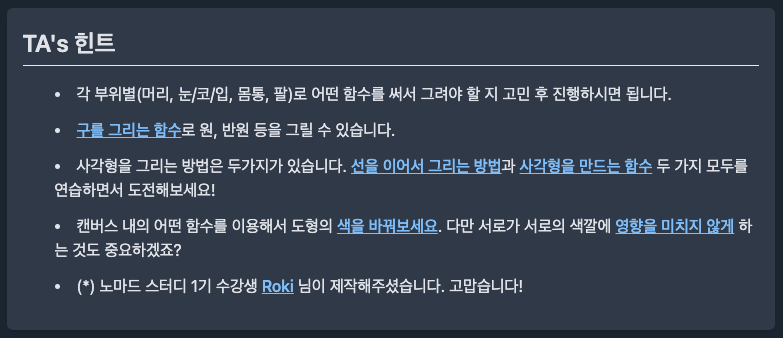 TA's 힌트
• 각 부위별(머리, 눈/코/입, 몸통, 팔)로 어떤 함수를 써서 그려야 할 지 고민 후 진행하시면 됩니다.
• 구를 그리는 함수로 원, 반원 등을 그릴 수 있습니다.
• 사각형을 그리는 방법은 두가지가 있습니다. 선을 이어서 그리는 방법과 사각형을 만드는 함수 두 가지 모두를
연습하면서 도전해보세요!
• 캔버스 내의 어떤 함수를 이용해서 도형의 색을 바꿔보세요. 다만 서로가 서로의 색깔에 영향을 미치지 않게 하
는 것도 중요하겠죠?
• (*) 노마드 스터디 1기 수강생 Roki 님이 제작해주셨습니다. 고맙습니다!